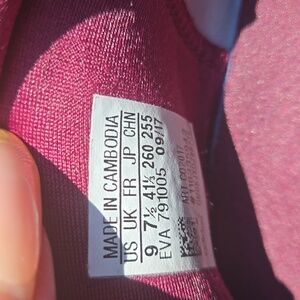 MADE IN CAMBODIA
US UK FR JP CHN
9 7½ 41⅓ 260 255
EVA 791005 09/17